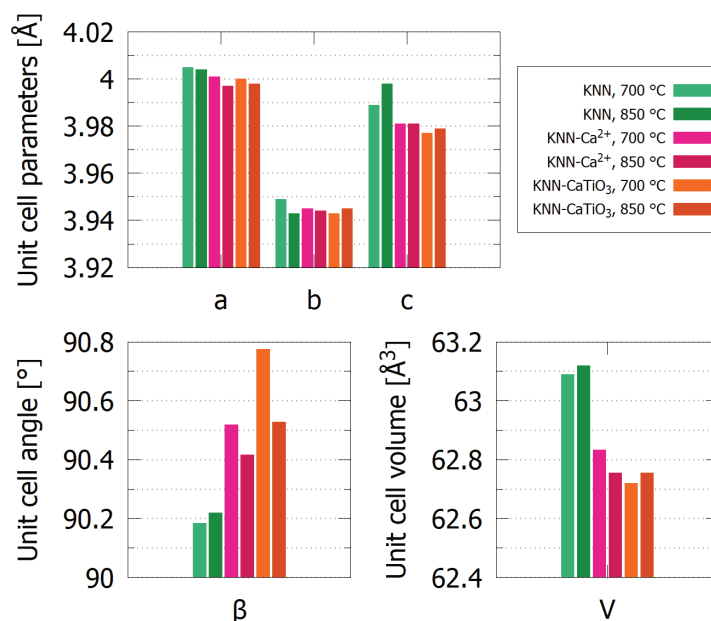 Unit cell parameters [Å]
4.02
4
3.98
3.96
3.94
3.92
a b c
KNN, 700 °C
KNN, 850 °C
KNN-Ca²⁺, 700 °C
KNN-Ca²⁺, 850 °C
KNN-CaTiO₃, 700 °C
KNN-CaTiO₃, 850 °C
Unit cell angle [°]
90.8
90.6
90.4
90.2
90
β
Unit cell volume [Å³]
63.2
63
62.8
62.6
62.4
V